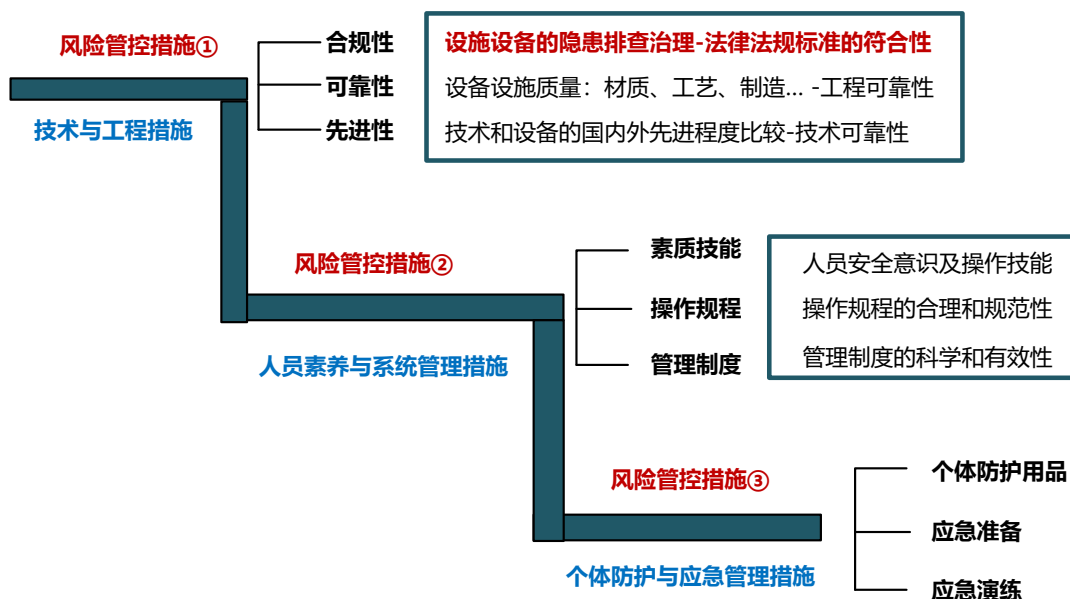 风险管控措施①
技术与工程措施
合规性
可靠性
先进性
设施设备的隐患排查治理-法律法规标准的符合性
设备设施质量：材质、工艺、制造... -工程可靠性
技术和设备的国内外先进程度比较-技术可靠性
风险管控措施②
人员素养与系统管理措施
素质技能
操作规程
管理制度
人员安全意识及操作技能
操作规程的合理和规范性
管理制度的科学和有效性
风险管控措施③
个体防护与应急管理措施
个体防护用品
应急准备
应急演练